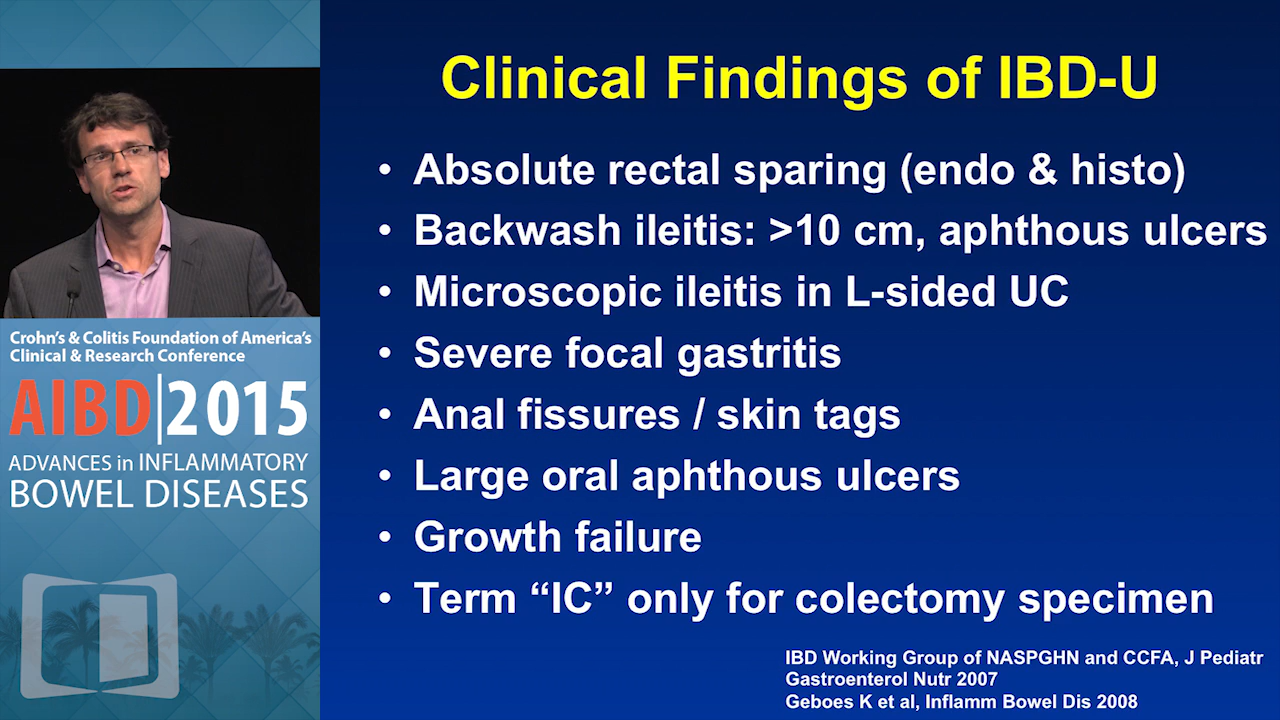 Clinical Findings of IBD-U
• Absolute rectal sparing (endo & histo)
• Backwash ileitis: >10 cm, aphthous ulcers
• Microscopic ileitis in L-sided UC
• Severe focal gastritis
• Anal fissures / skin tags
• Large oral aphthous ulcers
• Growth failure
• Term “IC” only for colectomy specimen
IBD Working Group of NASPGHN and CCFA, J Pediatr
Gastroenterol Nutr 2007
Geboes K et al, Inflamm Bowel Dis 2008
Crohn’s & Colitis Foundation of America’s
Clinical & Research Conference
AIBD|2015
ADVANCES in INFLAMMATORY
BOWEL DISEASES